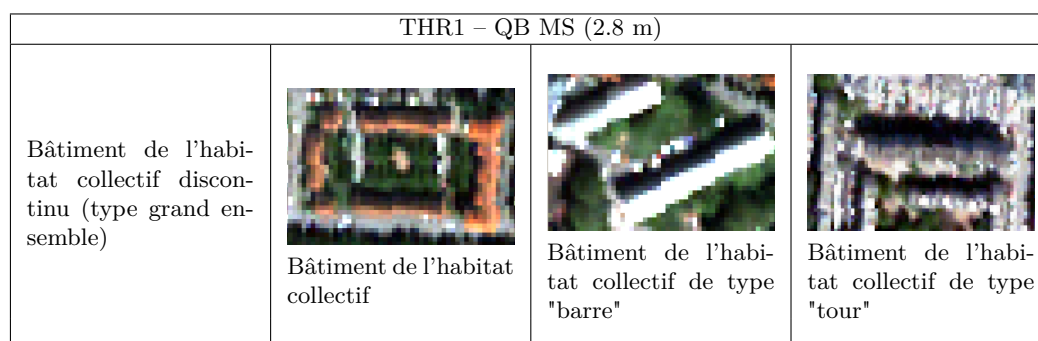 THR1 – QB MS (2.8 m)
Bâtiment de l'habi-
tat collectif discon-
tinu (type grand en-
semble)
Bâtiment de l'habitat
collectif
Bâtiment de l'habi-
tat collectif de type
"barre"
Bâtiment de l'habi-
tat collectif de type
"tour"